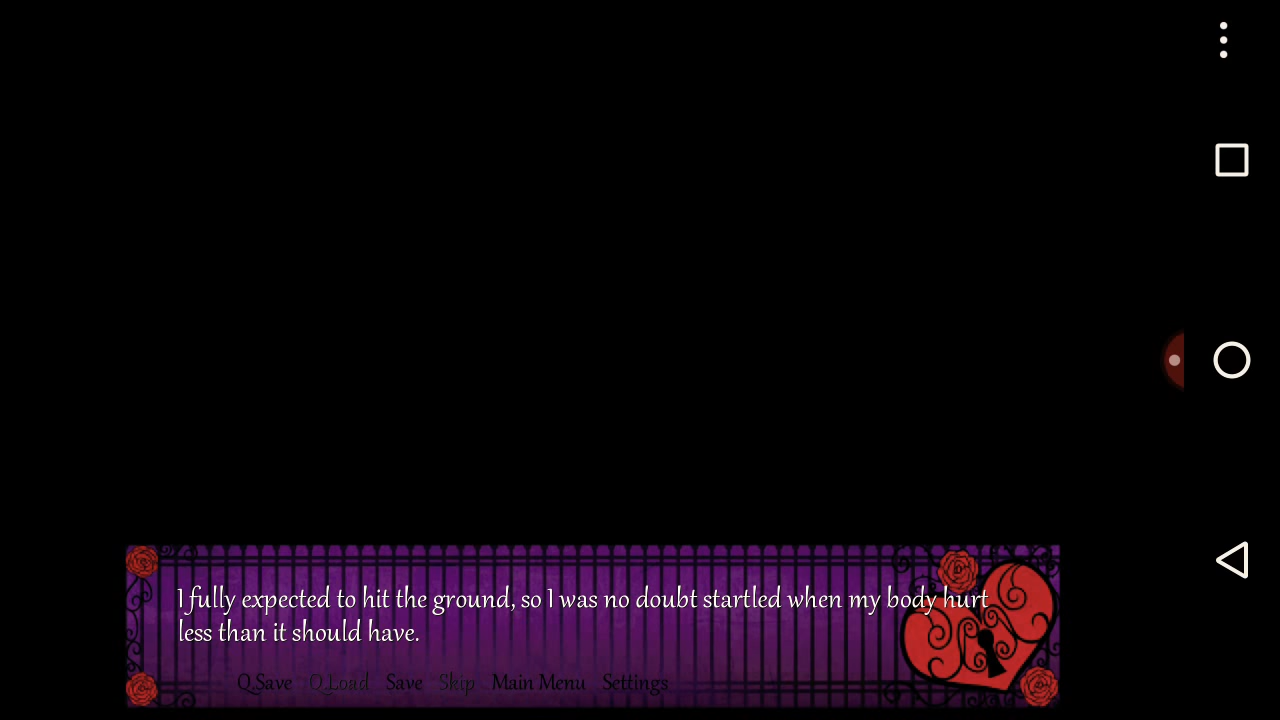 I fully expected to hit the ground, so I was no doubt startled when my body hurt
less than it should have.
Q.Save Q.Load Save Skip Main Menu Settings